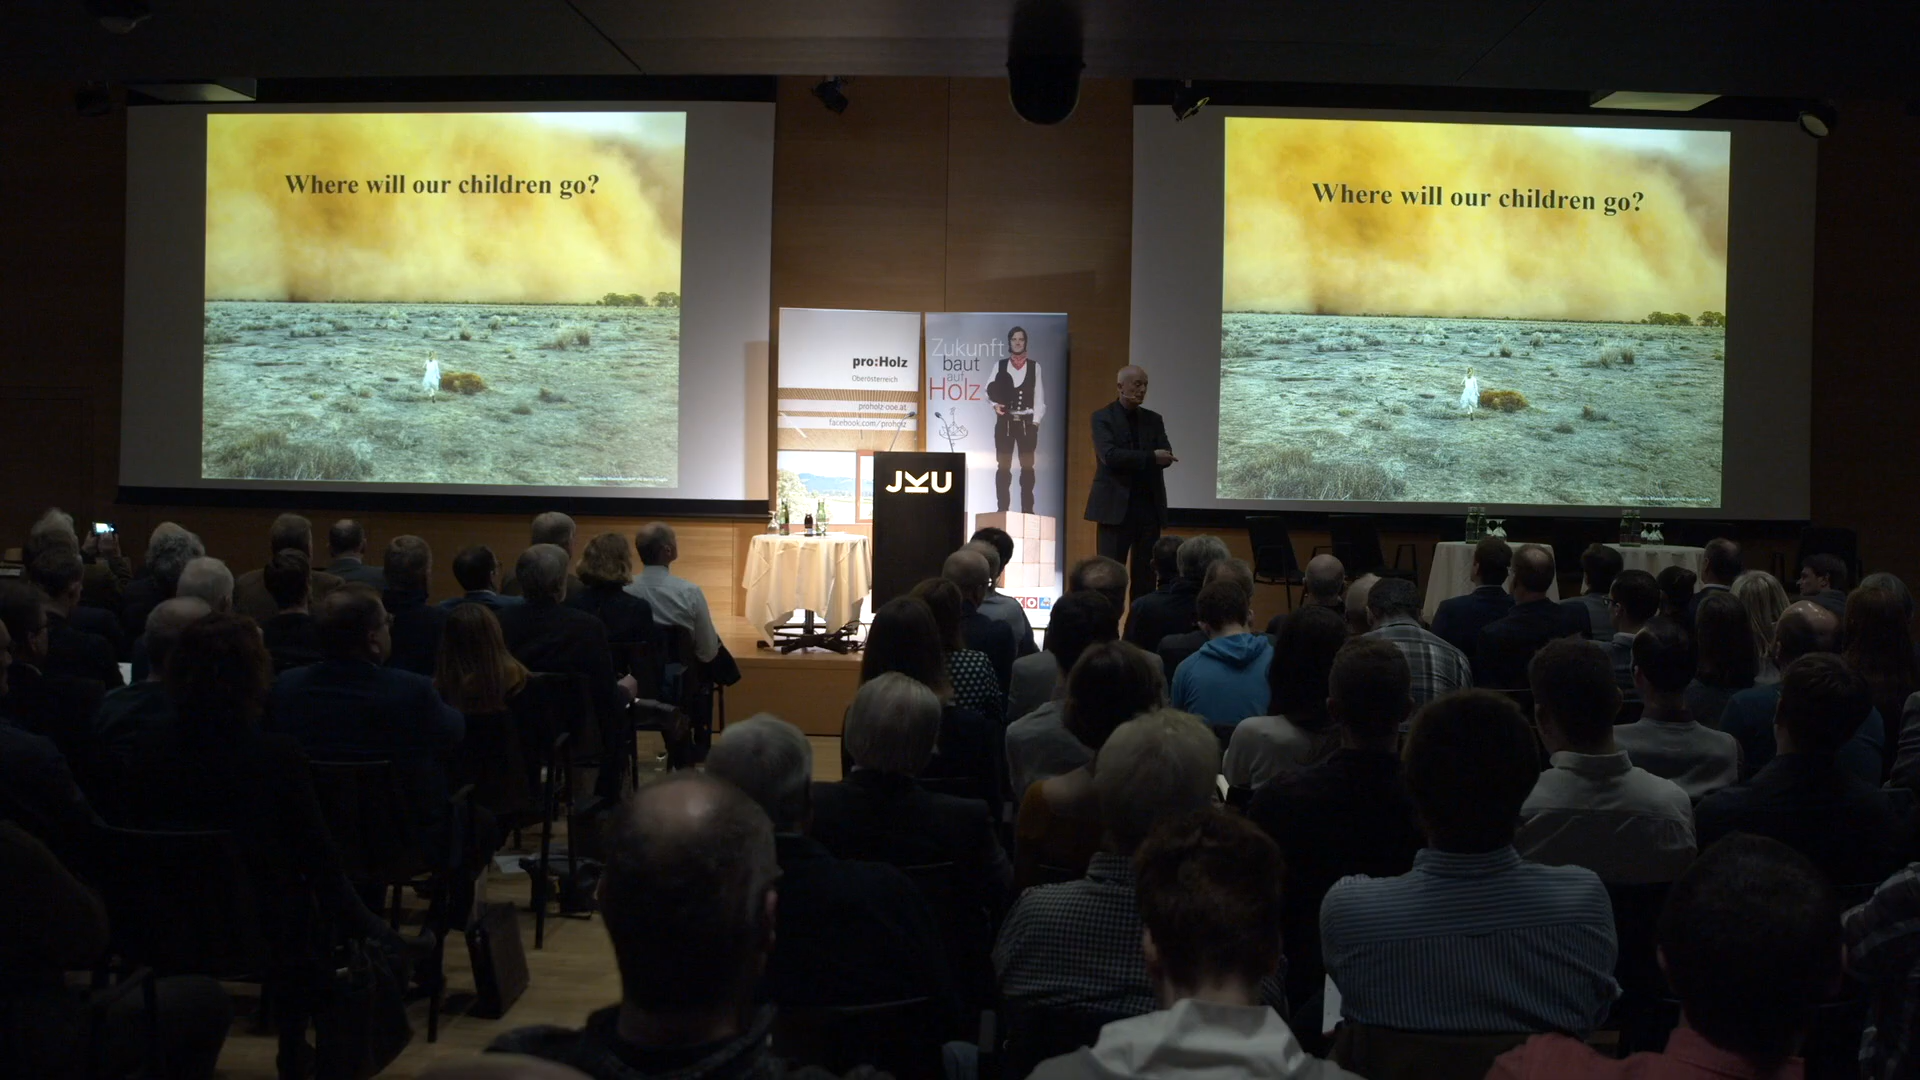 Where will our children go?
Where will our children go?
pro:Holz
Oberösterreich
proholz-ooe.at
facebook.com/proholz
Zukunft
baut
auf
Holz
JKU